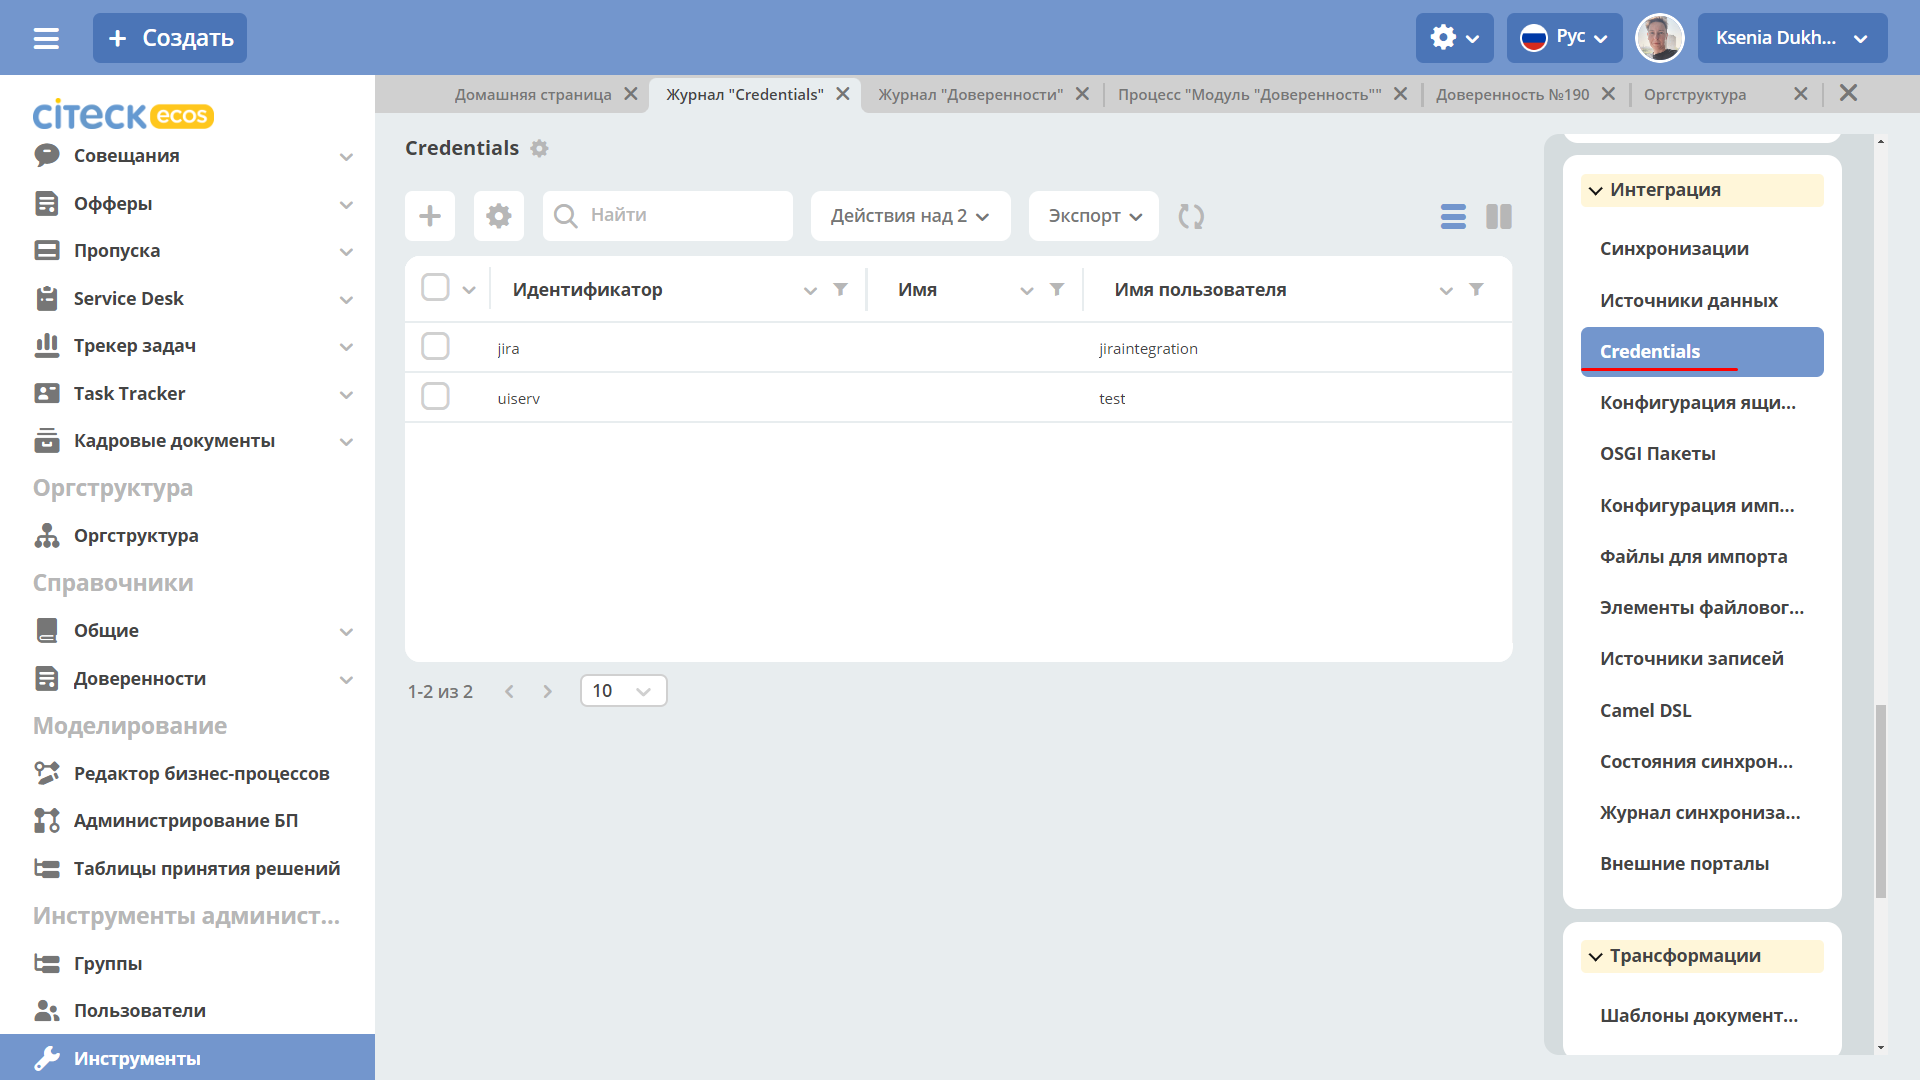 Создать
Рус
Ksenia Dukh...
citeck ecos
Домашняя страница
Журнал "Credentials"
Журнал "Доверенности"
Процесс "Модуль "Доверенность""
Доверенность №190
Оргструктура
Совещания
Офферы
Пропуска
Service Desk
Трекер задач
Task Tracker
Кадровые документы
Оргструктура
Оргструктура
Справочники
Общие
Доверенности
Моделирование
Редактор бизнес-процессов
Администрирование БП
Таблицы принятия решений
Инструменты админист...
Группы
Пользователи
Инструменты
Credentials
Найти
Действия над 2
Экспорт
Идентификатор
Имя
Имя пользователя
jira
jiraintegration
uiserv
test
1-2 из 2
10
Интеграция
Синхронизации
Источники данных
Credentials
Конфигурация ящи...
OSGI Пакеты
Конфигурация имп...
Файлы для импорта
Элементы файловог...
Источники записей
Camel DSL
Состояния синхрон...
Журнал синхрониза...
Внешние порталы
Трансформации
Шаблоны документ...